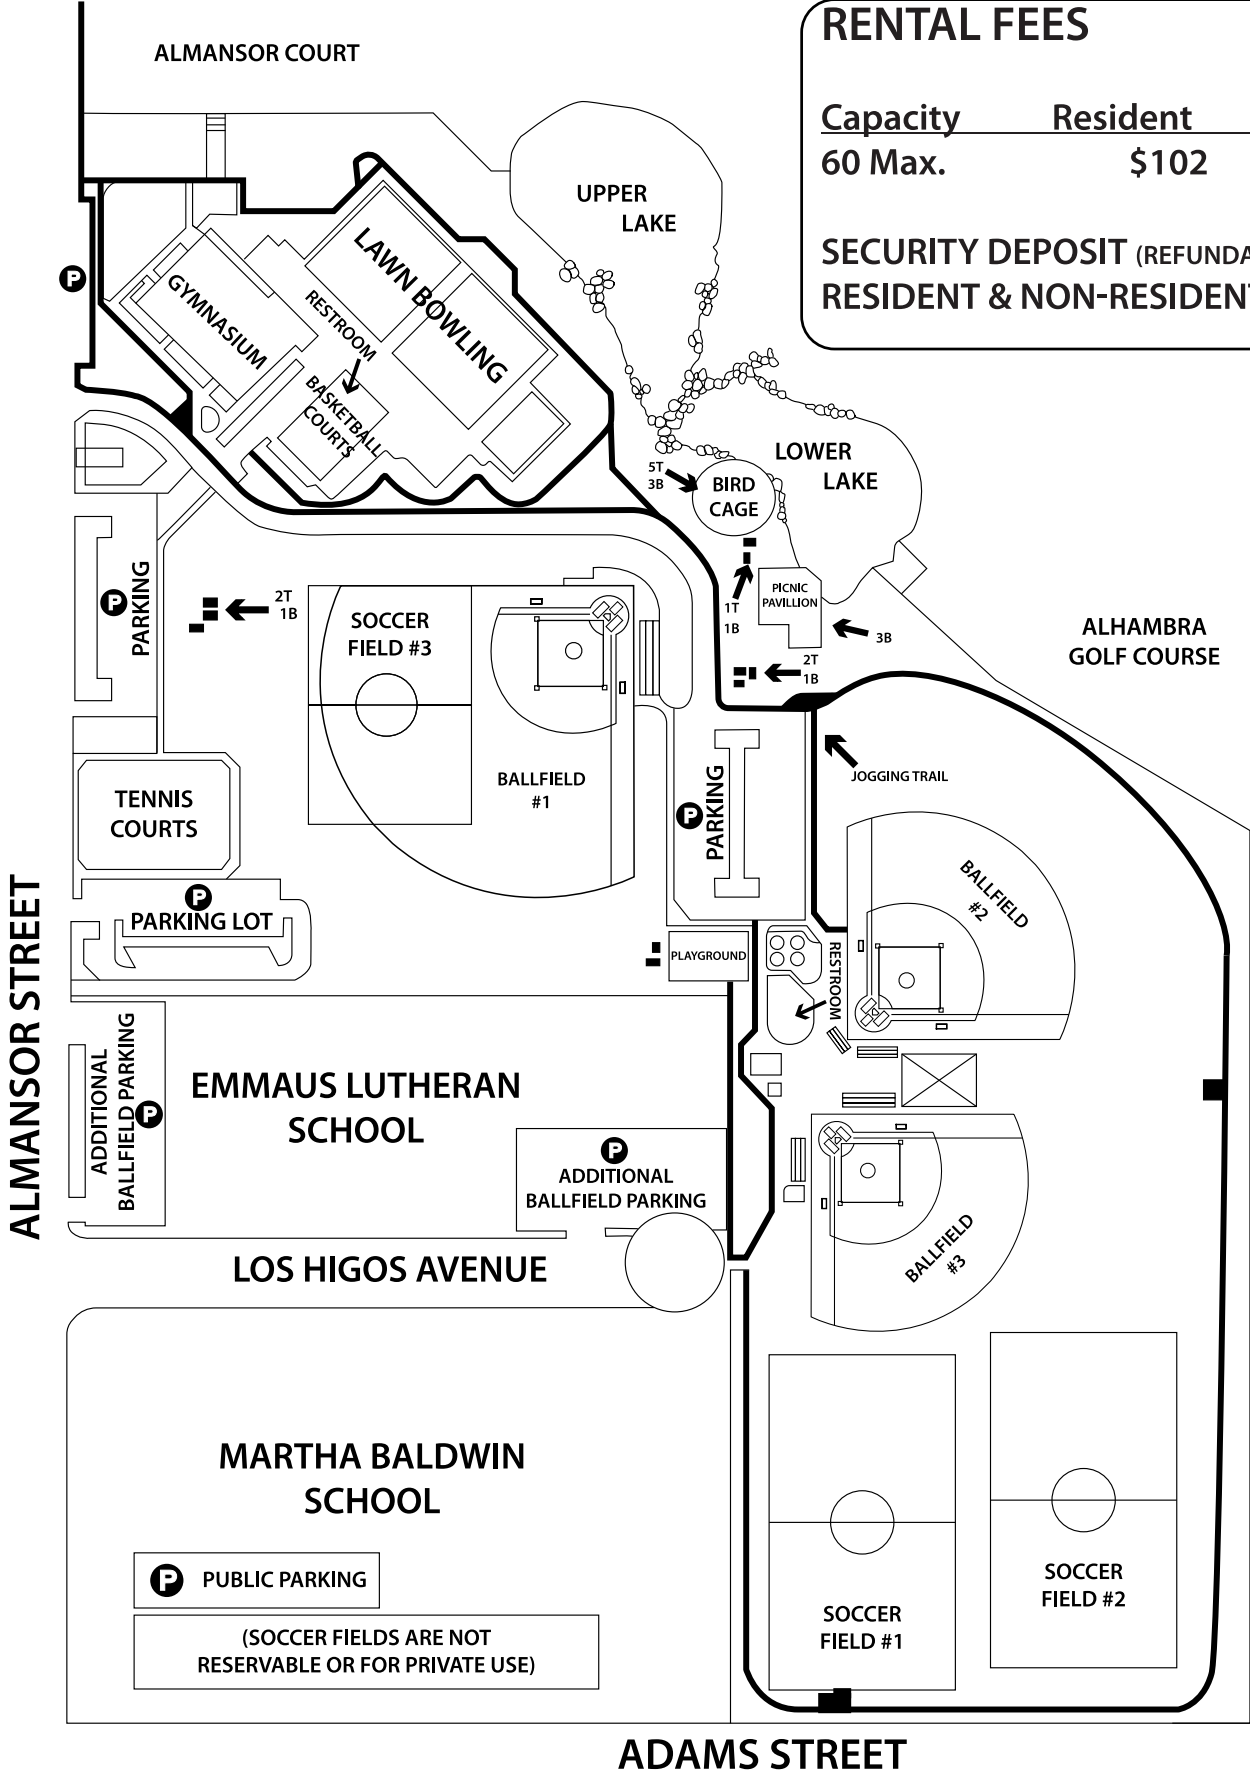 RENTAL FEES
Capacity Resident
60 Max. $102
SECURITY DEPOSIT (REFUNDA
RESIDENT & NON-RESIDENT
ALMANSOR COURT
UPPER
LAKE
P
LAWN BOWLING
GYMNASIUM
RESTROOM
BASKETBALL
COURTS
LOWER
LAKE
5T
3B
BIRD
CAGE
P
PARKING
2T
1B
SOCCER
FIELD #3
1T
1B
PICNIC
PAVILLION
3B
2T
1B
ALHAMBRA
GOLF COURSE
BALLFIELD
#1
JOGGING TRAIL
TENNIS
COURTS
P
PARKING
BALLFIELD
#2
P
PARKING LOT
PLAYGROUND
RESTROOM
ALMANSOR STREET
ADDITIONAL
BALLFIELD PARKING
P
EMMAUS LUTHERAN
SCHOOL
P
ADDITIONAL
BALLFIELD PARKING
BALLFIELD
#3
LOS HIGOS AVENUE
MARTHA BALDWIN
SCHOOL
P PUBLIC PARKING
(SOCCER FIELDS ARE NOT
RESERVABLE OR FOR PRIVATE USE)
SOCCER
FIELD #2
SOCCER
FIELD #1
ADAMS STREET